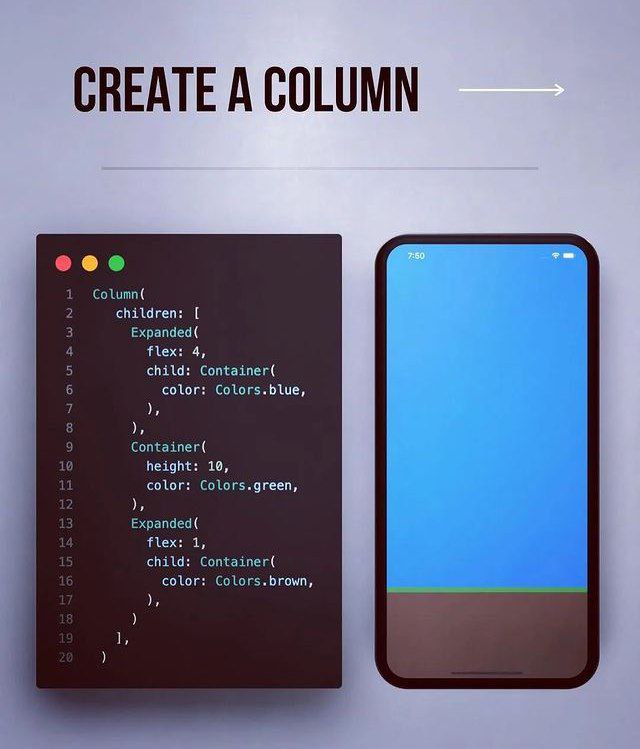 CREATE A COLUMN
1 Column(
2 children: [
3 Expanded(
4 flex: 4,
5 child: Container(
6 color: Colors.blue,
7 ),
8 ),
9 Container(
10 height: 10,
11 color: Colors.green,
12 ),
13 Expanded(
14 flex: 1,
15 child: Container(
16 color: Colors.brown,
17 ),
18 )
19 ],
20 )
7:50